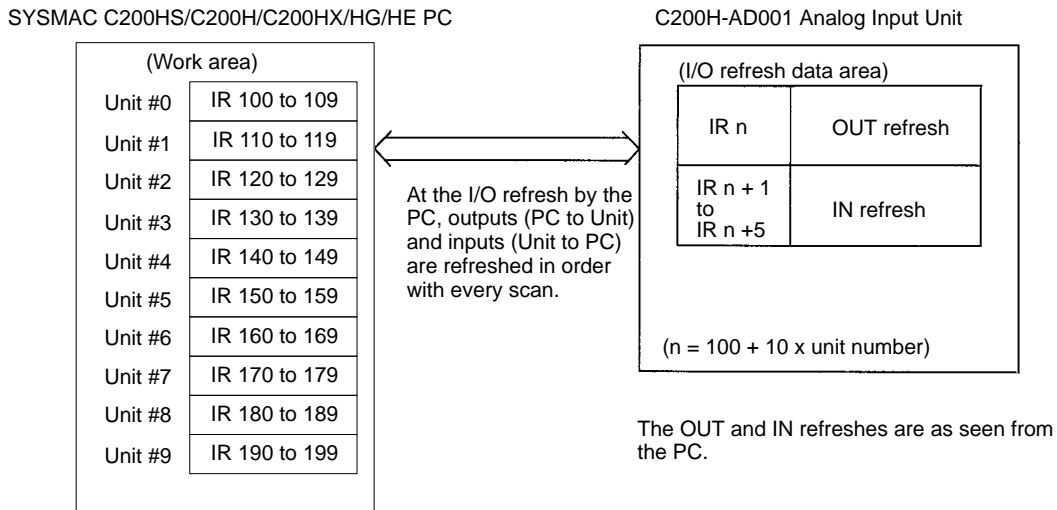 SYSMAC C200HS/C200H/C200HX/HG/HE PC
C200H-AD001 Analog Input Unit
(Work area)
Unit #0 IR 100 to 109
Unit #1 IR 110 to 119
Unit #2 IR 120 to 129
Unit #3 IR 130 to 139
Unit #4 IR 140 to 149
Unit #5 IR 150 to 159
Unit #6 IR 160 to 169
Unit #7 IR 170 to 179
Unit #8 IR 180 to 189
Unit #9 IR 190 to 199
At the I/O refresh by the
PC, outputs (PC to Unit)
and inputs (Unit to PC)
are refreshed in order
with every scan.
(I/O refresh data area)
IR n OUT refresh
IR n + 1
to
IR n +5
IN refresh
(n = 100 + 10 x unit number)
The OUT and IN refreshes are as seen from
the PC.